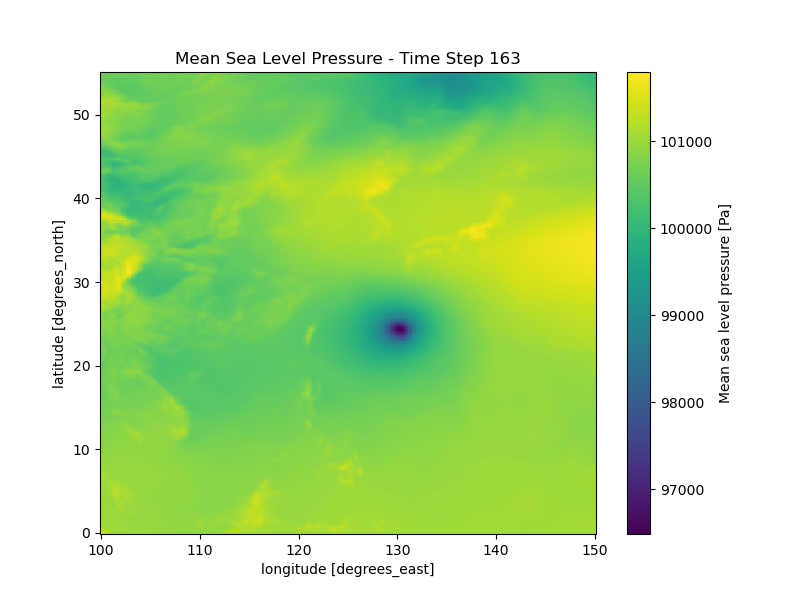 Mean Sea Level Pressure - Time Step 163
50
40
30
20
10
0
latitude [degrees_north]
100 110 120 130 140 150
longitude [degrees_east]
101000
100000
99000
98000
97000
Mean sea level pressure [Pa]